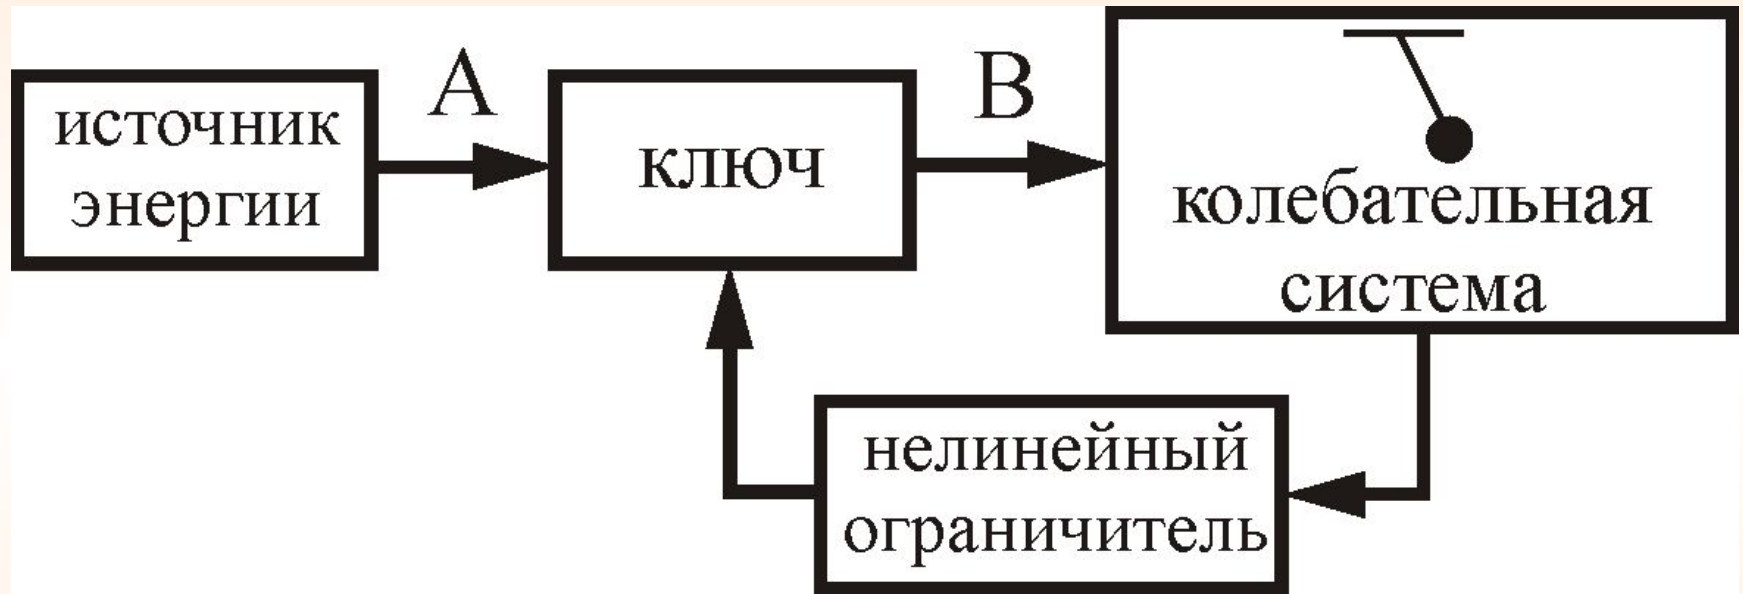 источник
энергии
А
ключ
В
колебательная
система
нелинейный
ограничитель